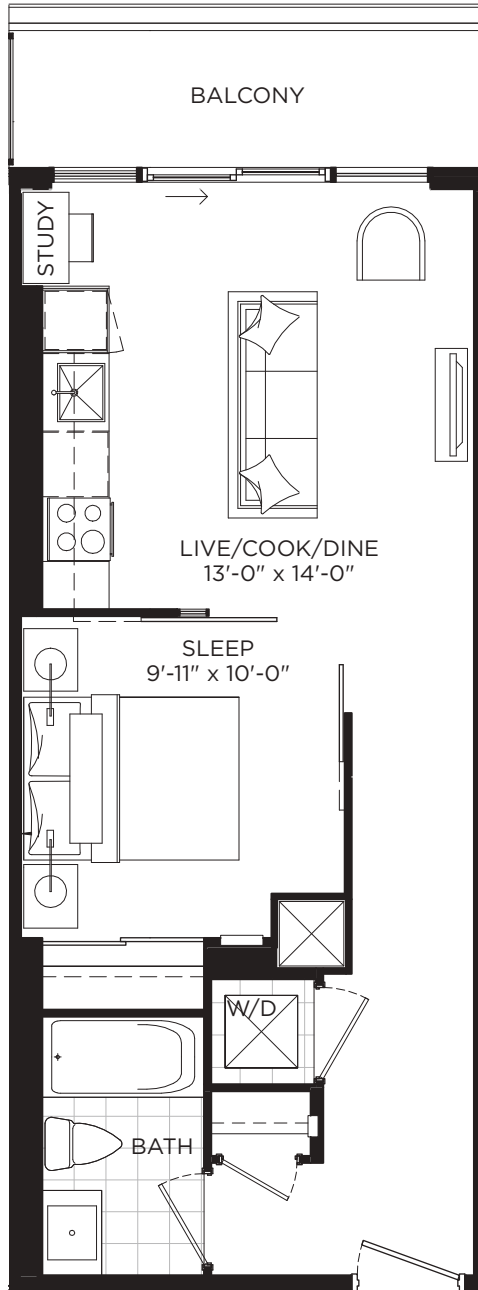 BALCONY
STUDY
LIVE/COOK/DINE
13'-0" x 14'-0"
SLEEP
9'-11" x 10'-0"
W/D
BATH